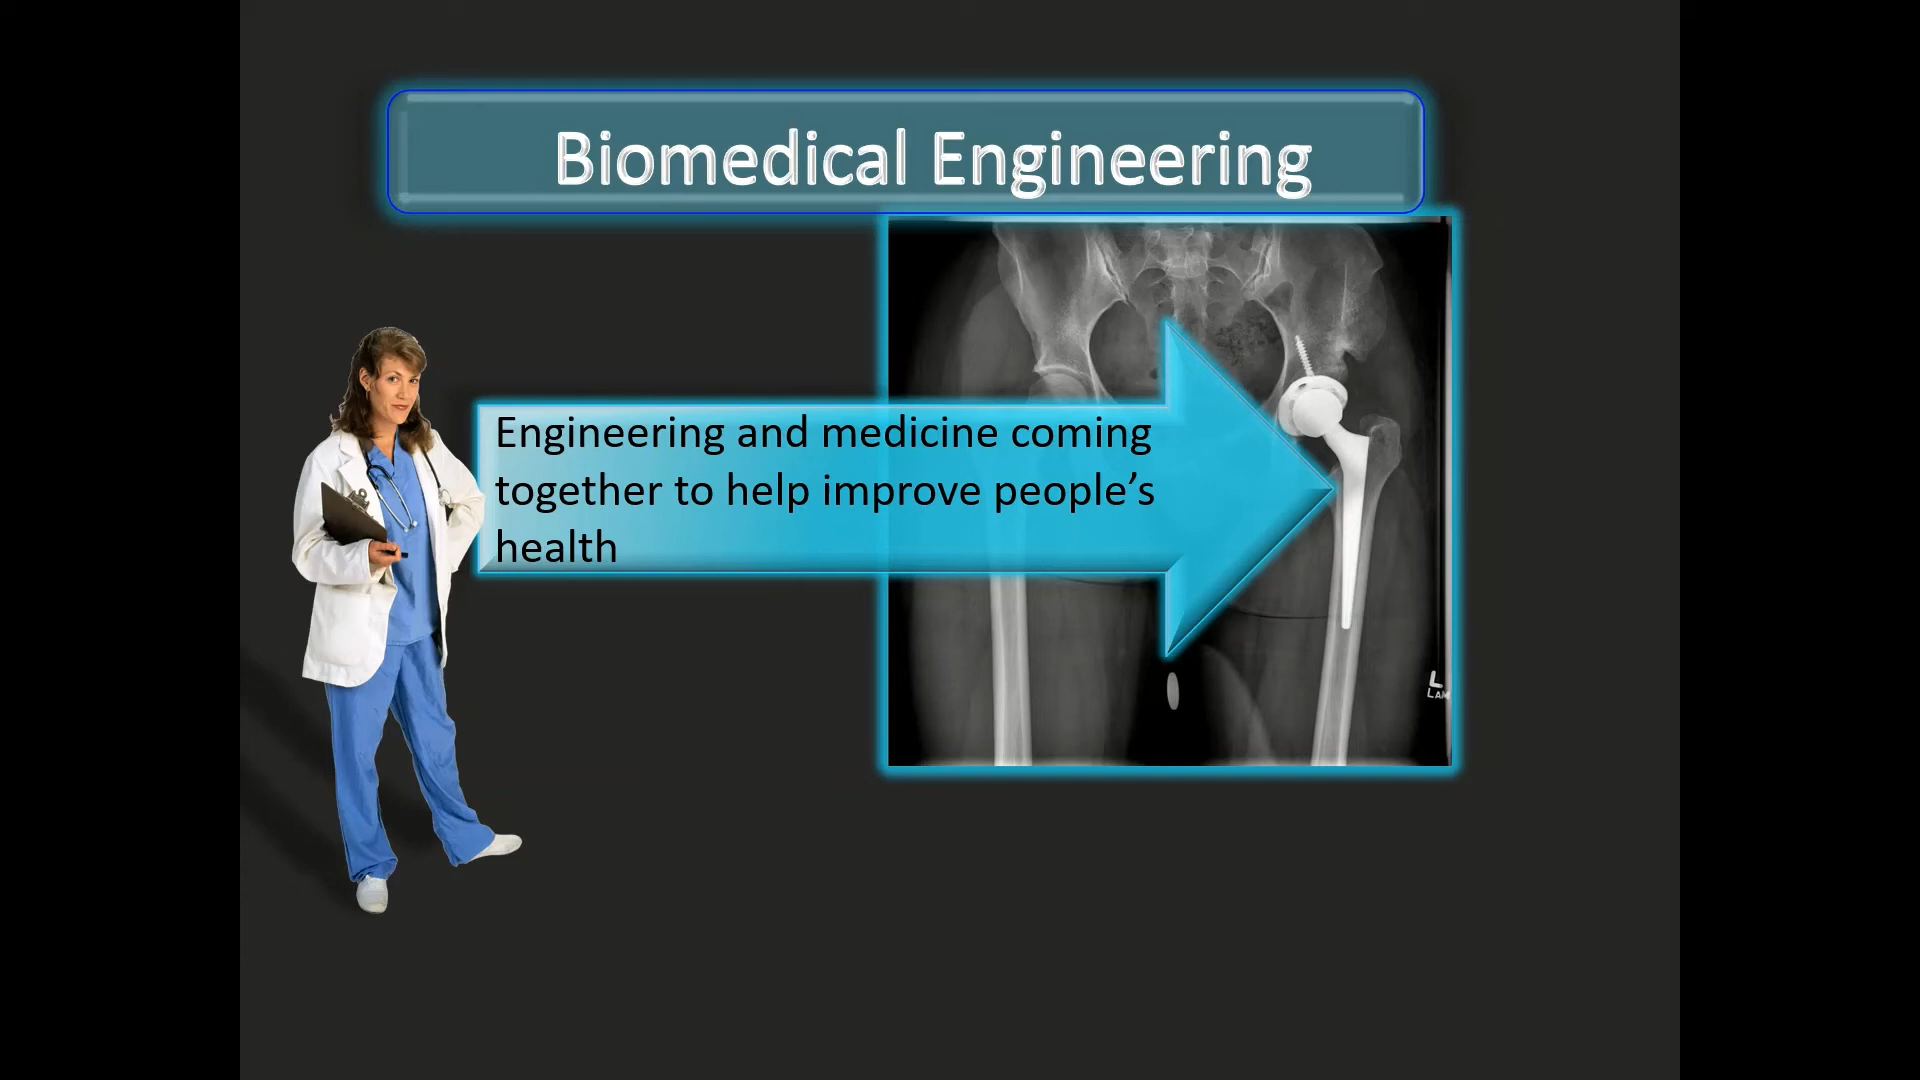 Biomedical Engineering
Engineering and medicine coming
together to help improve people’s
health
L